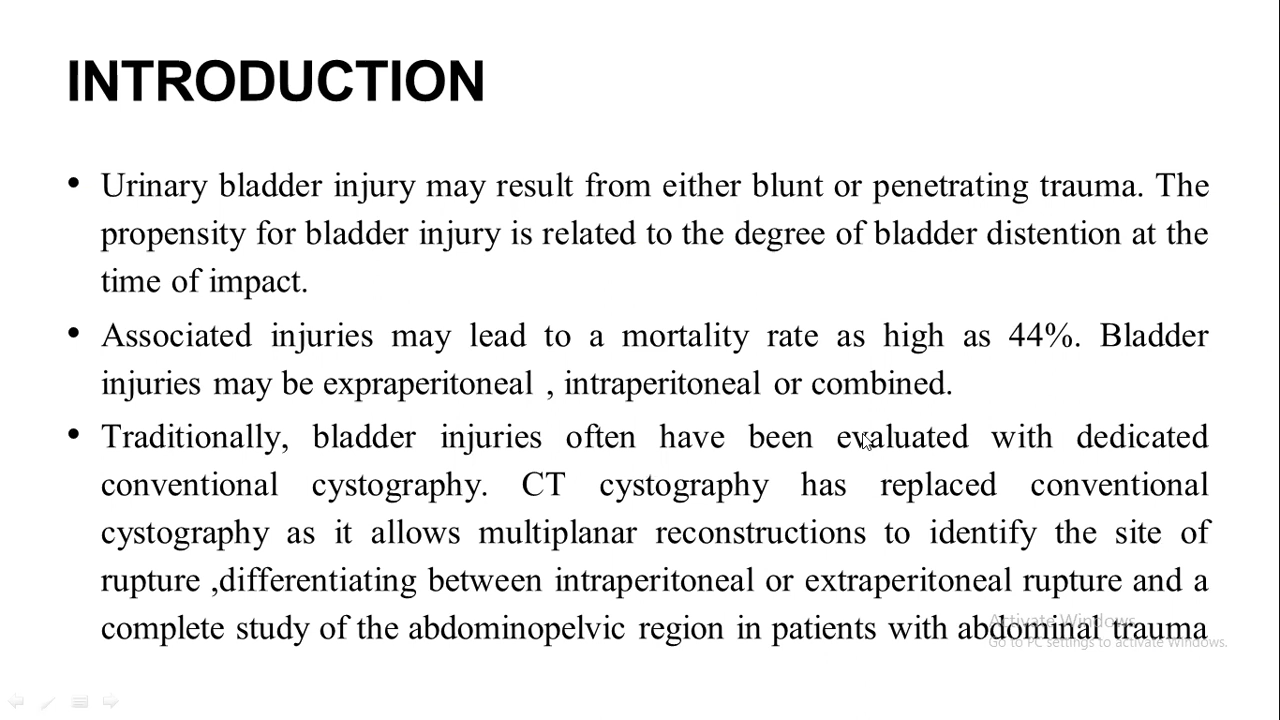 INTRODUCTION
• Urinary bladder injury may result from either blunt or penetrating trauma. The
propensity for bladder injury is related to the degree of bladder distention at the
time of impact.
• Associated injuries may lead to a mortality rate as high as 44%. Bladder
injuries may be expraperitoneal , intraperitoneal or combined.
• Traditionally, bladder injuries often have been evaluated with dedicated
conventional cystography. CT cystography has replaced conventional
cystography as it allows multiplanar reconstructions to identify the site of
rupture ,differentiating between intraperitoneal or extraperitoneal rupture and a
complete study of the abdominopelvic region in patients with abdominal trauma
Activate Windows
Go to PC settings to activate Windows.